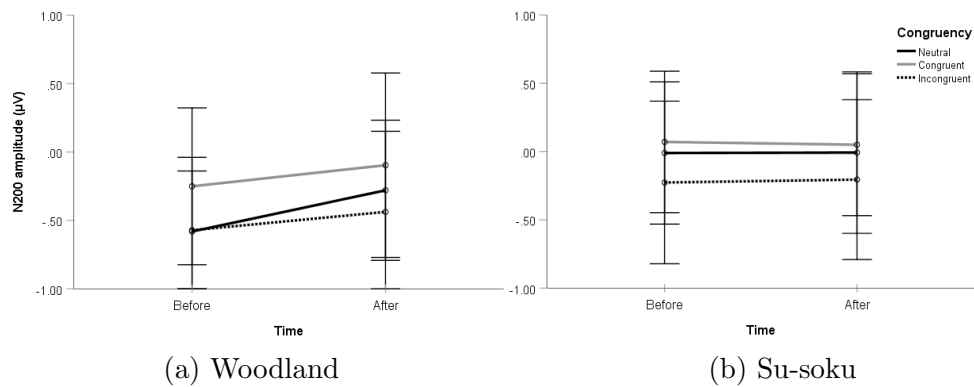 1.00
.50
.00
-.50
-1.00
N200 amplitude (µV)
Before
After
Time
(a) Woodland
1.00
.50
.00
-.50
-1.00
Before
After
Time
Congruency
Neutral
Congruent
Incongruent
(b) Su-soku